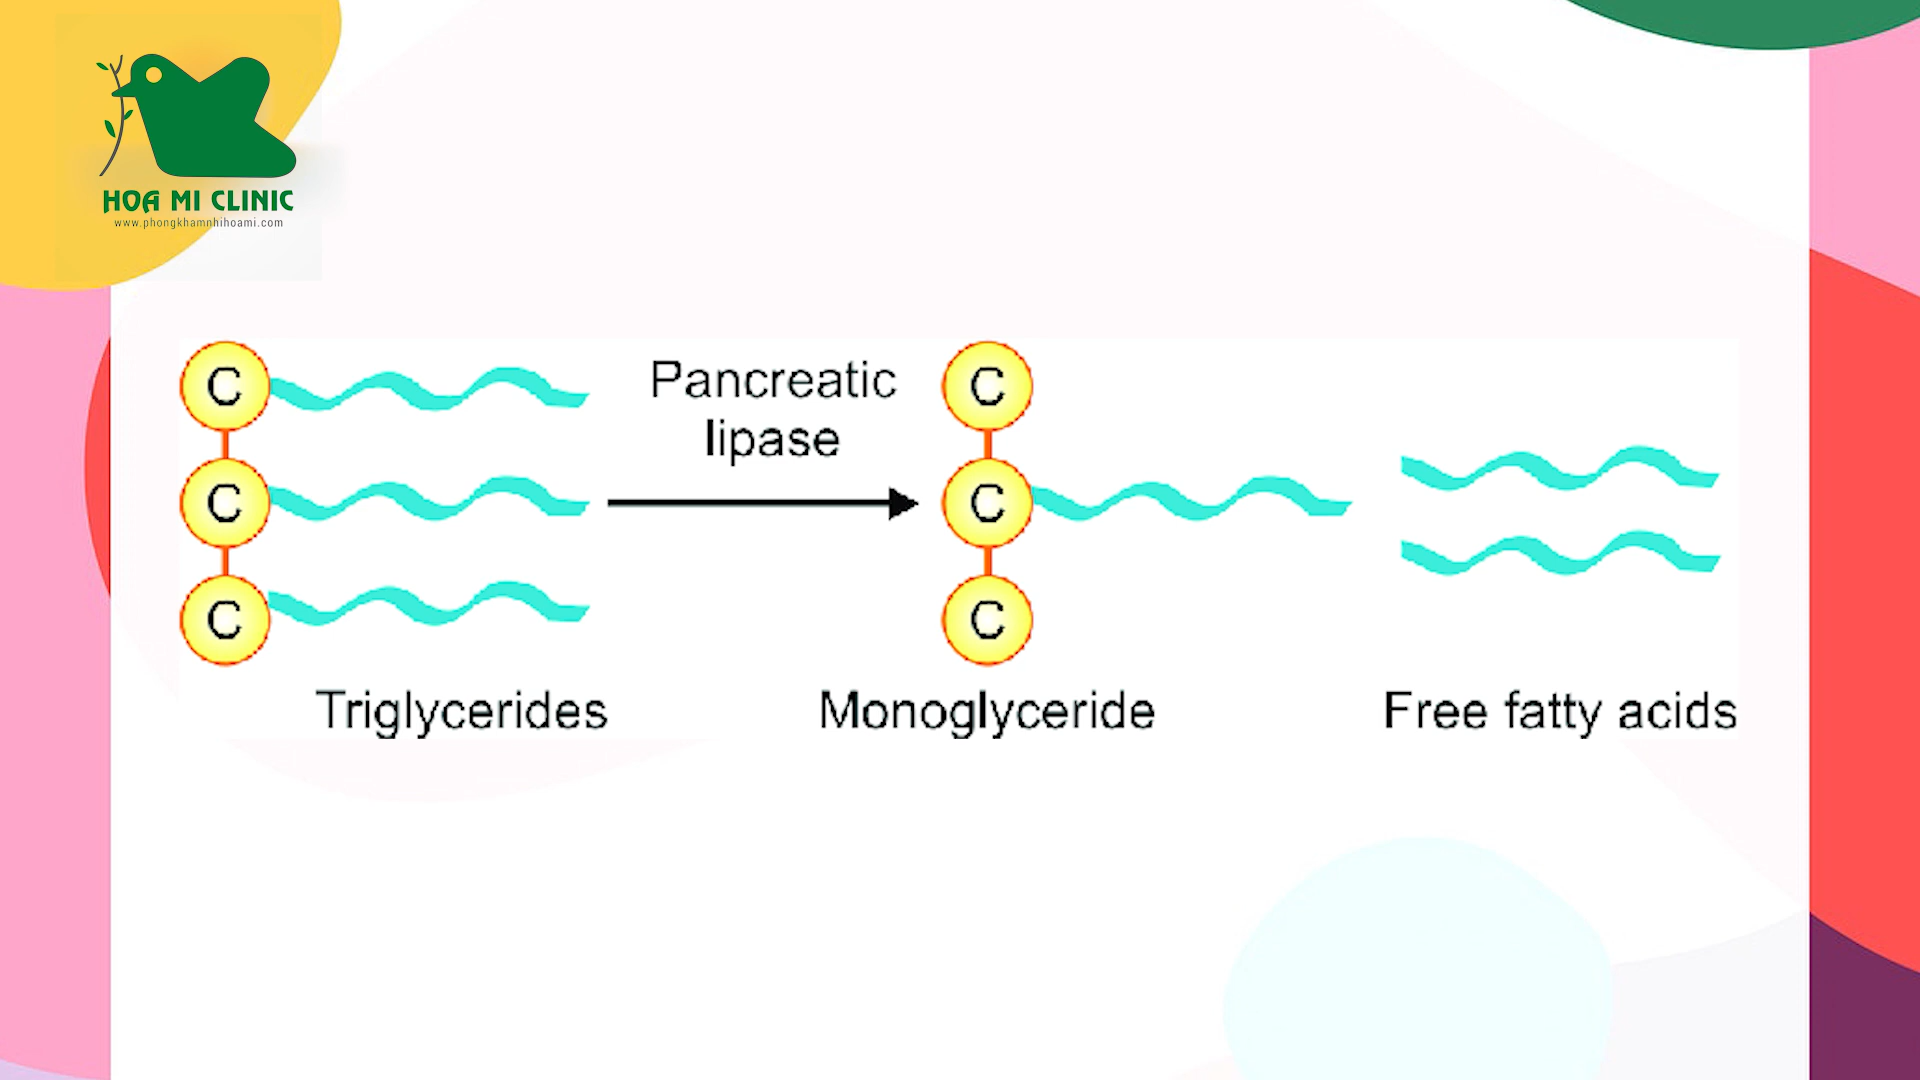 HOA MI CLINIC
www.phongkhamnhihoami.com
C
C
C
Pancreatic
lipase
C
C
C
Triglycerides
Monoglyceride
Free fatty acids